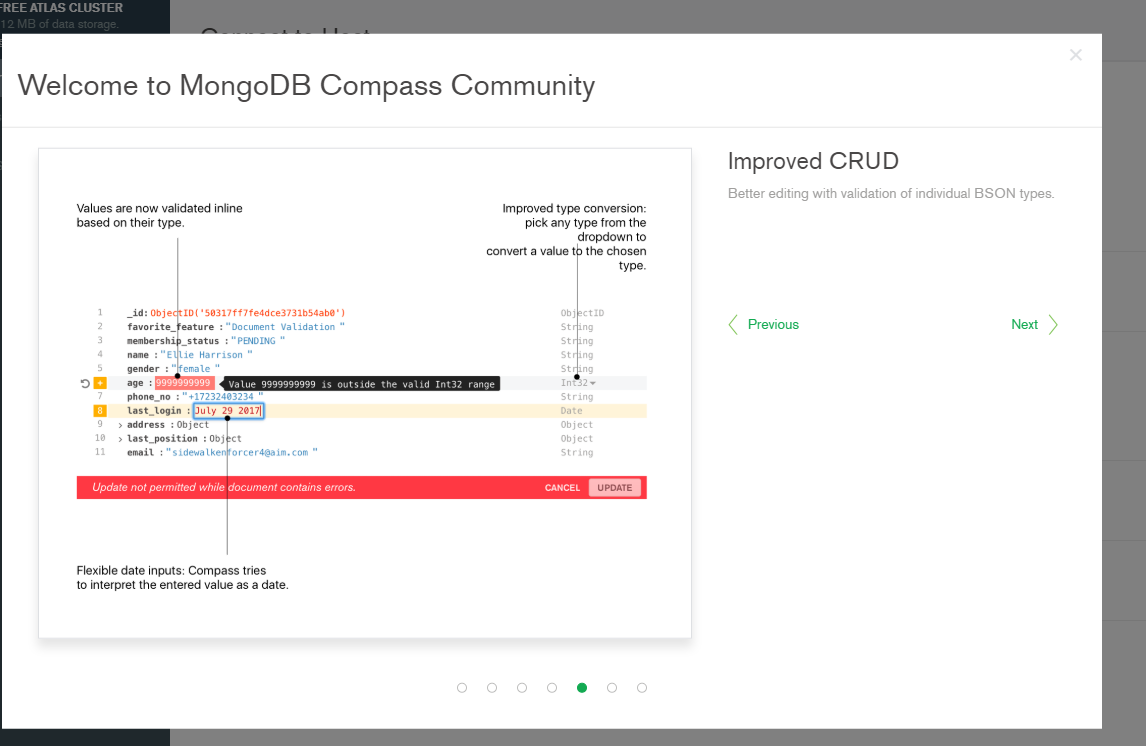 FREE ATLAS CLUSTER
12 MB of data storage.
Connect to Host
Welcome to MongoDB Compass Community
Improved CRUD
Better editing with validation of individual BSON types.
Previous
Next
Values are now validated inline
based on their type.
Improved type conversion:
pick any type from the
dropdown to
convert a value to the chosen
type.
1 _id: ObjectID('50317ff7fe4dce3731b54ab0') ObjectID
2 favorite_feature : "Document Validation " String
3 membership_status : "PENDING " String
4 name : "Ellie Harrison " String
5 gender : "female " String
+ age : 9999999999 Value 9999999999 is outside the valid Int32 range Int32
7 phone_no : "+17232403234 " String
8 last_login : July 29 2017 Date
9 > address : Object Object
10 > last_position : Object Object
11 email : "sidewalkenforcer4@aim.com " String
Update not permitted while document contains errors. CANCEL UPDATE
Flexible date inputs: Compass tries
to interpret the entered value as a date.